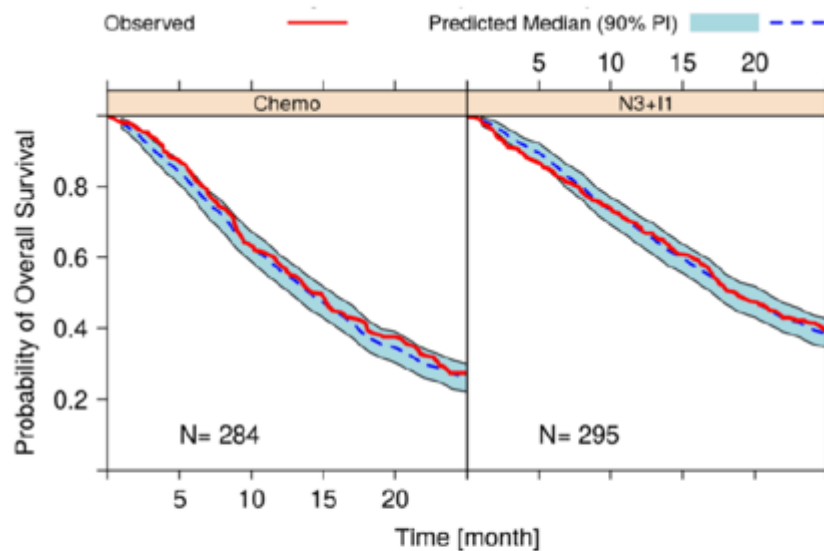 Observed Predicted Median (90% PI)
5 10 15 20
Chemo N3+I1
Probability of Overall Survival
0.8
0.6
0.4
0.2
N= 284 N= 295
5 10 15 20
Time [month]